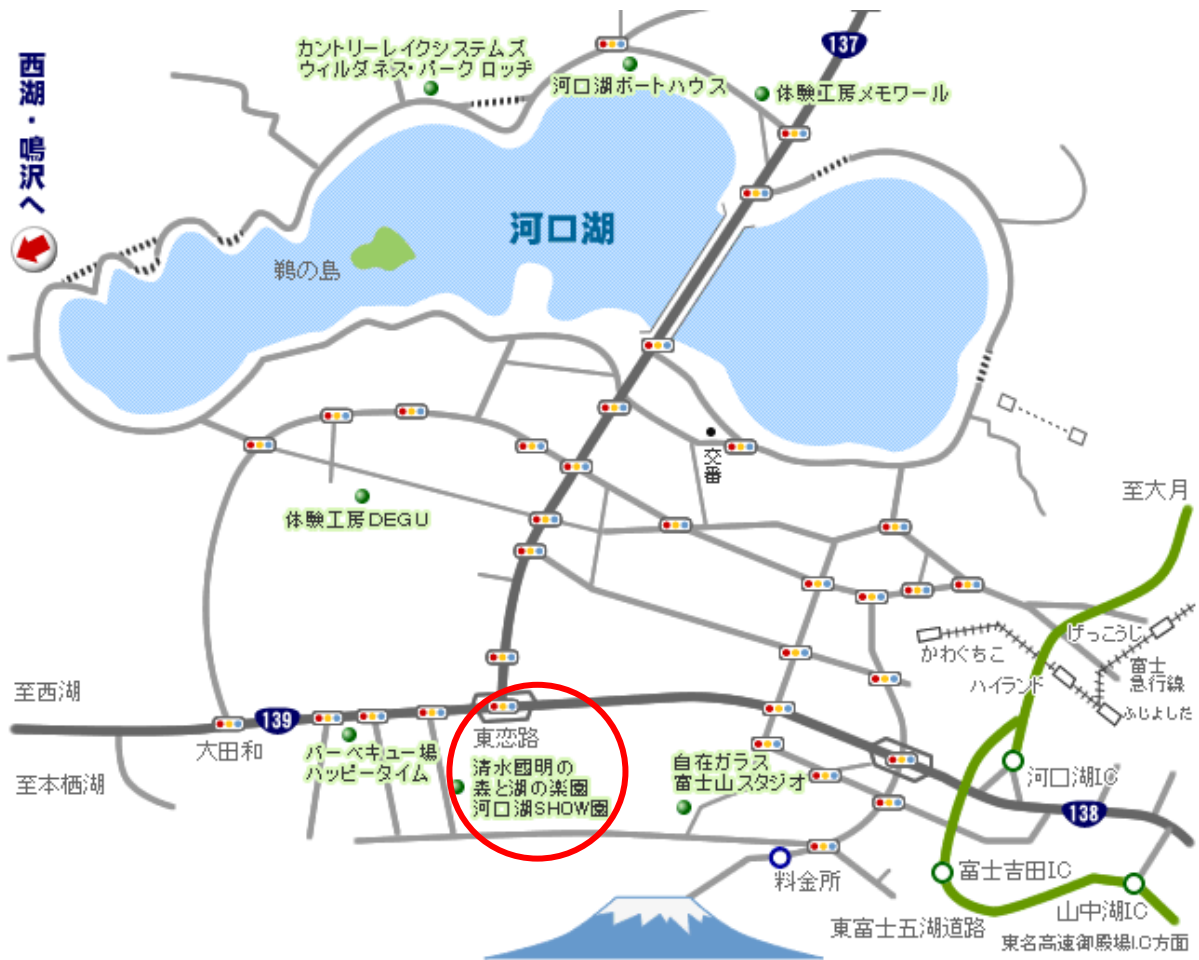 カントリーレイクシステムズ
ウィルダネス・パーク ロッヂ
137
西湖・鳴沢へ
河口湖ボートハウス
体験工房メモワール
河口湖
鵜の島
交番
至大月
体験工房DEGU
げっこうじ
かわぐちこ
富士
急行線
ハイランド
ふじよしだ
至西湖
139
大田和
東恋路
バーベキュー場
ハッピータイム
至本栖湖
清水國明の
森と湖の楽園
河口湖SHOW園
自在ガラス
富士山スタジオ
河口湖IC
138
料金所
富士吉田IC
山中湖IC
東富士五湖道路
東名高速御殿場I.C方面